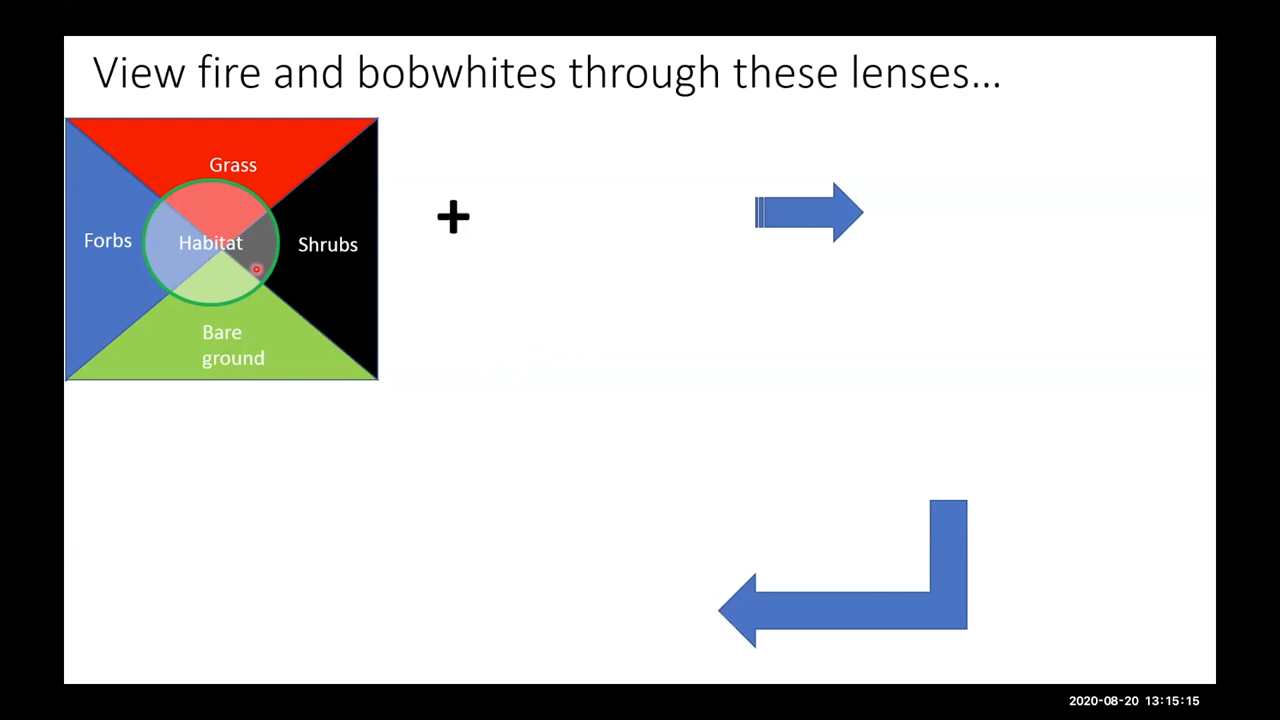 View fire and bobwhites through these lenses...
Grass
Forbs
Habitat
Shrubs
Bare
ground
+
2020-08-20 13:15:15